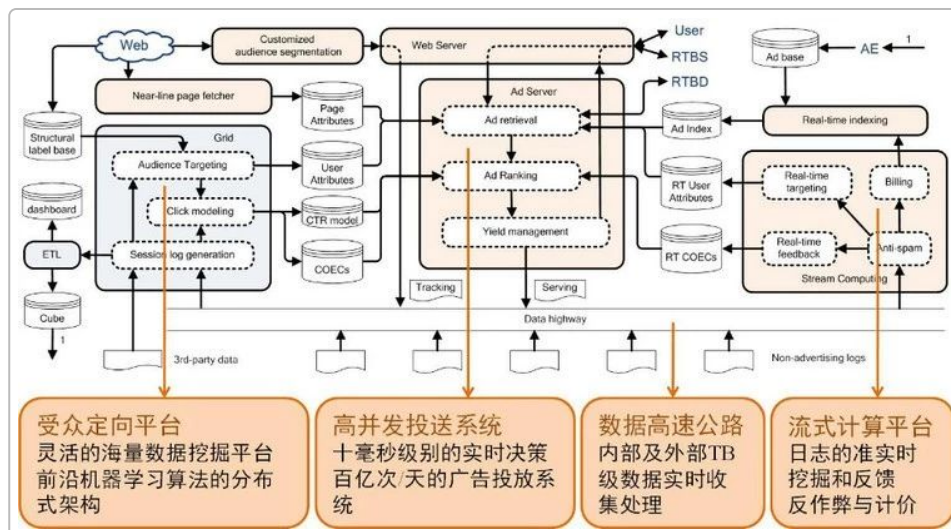 Web
Customized
audience segmentation
Web Server
User
RTBS
RTBD
Ad base
AE
1
Near-line page fetcher
Page
Attributes
Ad Server
Ad retrieval
Ad Index
Real-time indexing
Structural
label base
Grid
Audience Targeting
User
Attributes
Ad Ranking
RT User
Attributes
Real-time
targeting
Billing
dashboard
Click modeling
CTR model
Yield management
ETL
Session log generation
COECs
RT COECs
Real-time
feedback
Anti-spam
Stream Computing
Cube
Tracking
Serving
Data highway
1
3rd-party data
Non-advertising logs
受众定向平台
灵活的海量数据挖掘平台
前沿机器学习算法的分布
式架构
高并发投送系统
十毫秒级别的实时决策
百亿次/天的广告投放系
统
数据高速公路
内部及外部TB
级数据实时收
集处理
流式计算平台
日志的准实时
挖掘和反馈
反作弊与计价